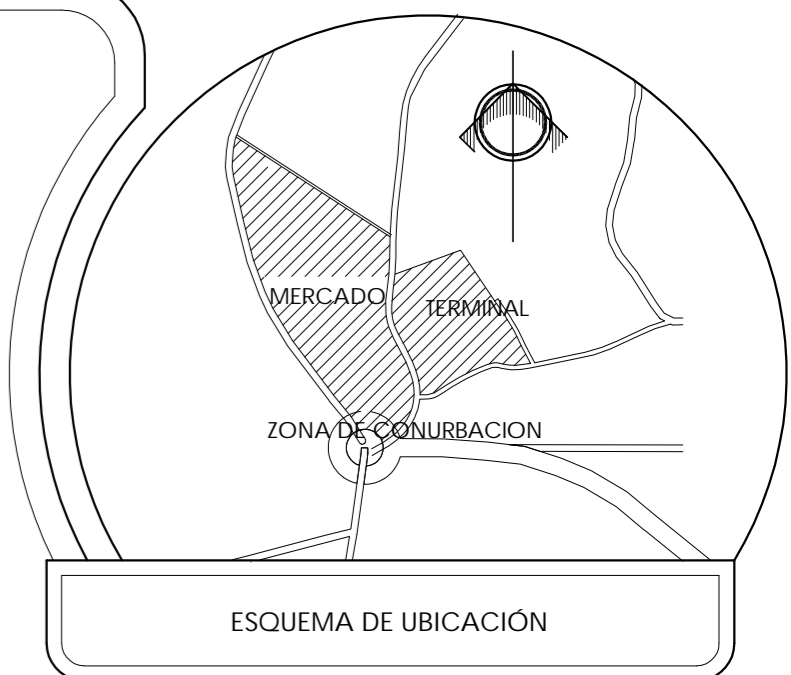 MERCADO
TERMINAL
ZONA DE CONURBACION
ESQUEMA DE UBICACIÓN